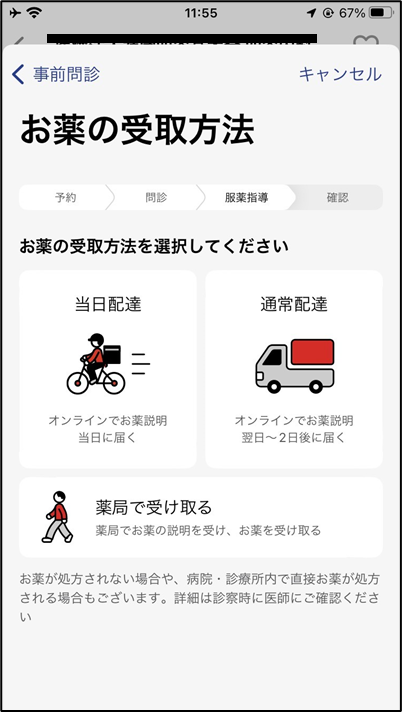 11:55
67%
事前問診
キャンセル
お薬の受取方法
予約
問診
服薬指導
確認
お薬の受取方法を選択してください
当日配達
オンラインでお薬説明
当日に届く
通常配達
オンラインでお薬説明
翌日〜2日後に届く
薬局で受け取る
薬局でお薬の説明を受け、お薬を受け取る
お薬が処方されない場合や、病院・診療所内で直接お薬が処方
される場合もございます。詳細は診察時に医師にご確認くださ
い